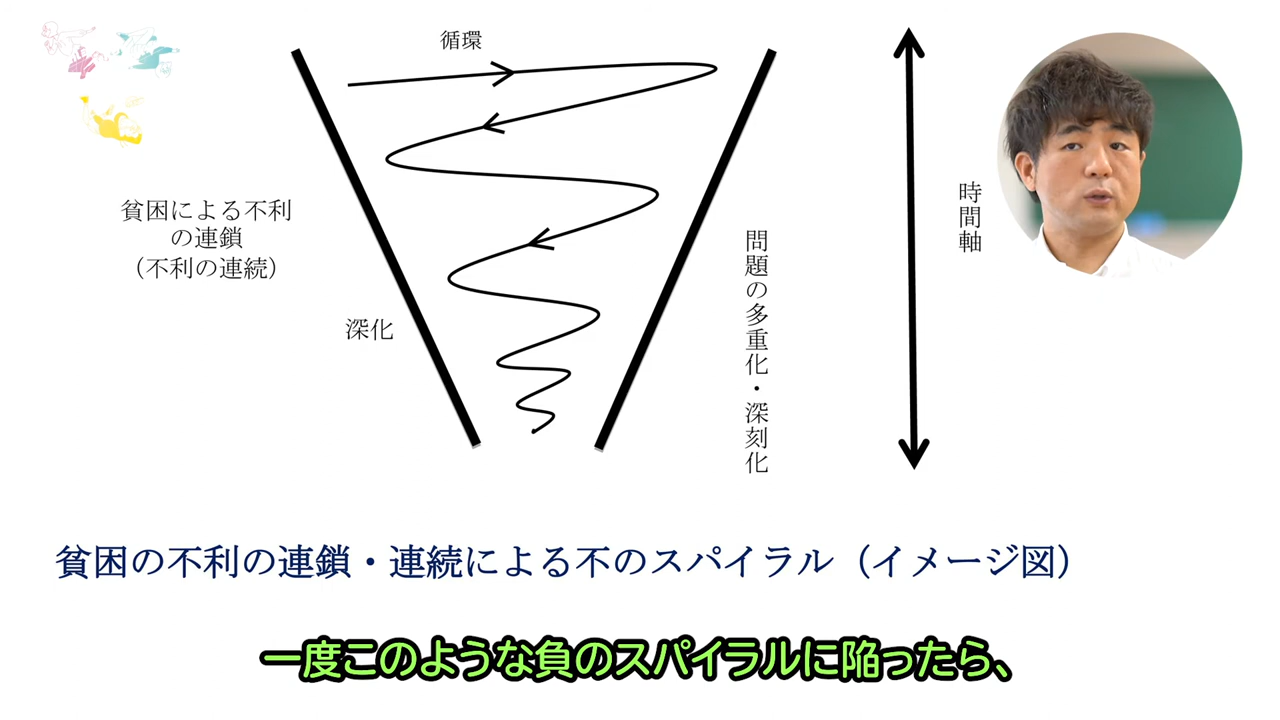 循環
貧困による不利
の連鎖
（不利の連続）
深化
問題の多重化・深刻化
時間軸
貧困の不利の連鎖・連続による不のスパイラル（イメージ図）
一度このような負のスパイラルに陥ったら、